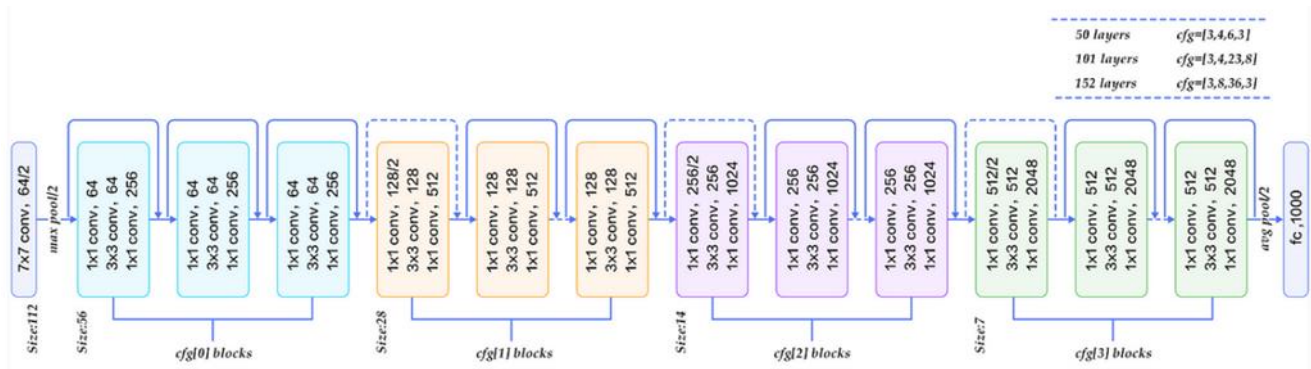 50 layers cfg=[3,4,6,3]
101 layers cfg=[3,4,23,8]
152 layers cfg=[3,8,36,3]
7x7 conv, 64/2
max pool/2
1x1 conv, 64
3x3 conv, 64
1x1 conv, 256
1x1 conv, 64
3x3 conv, 64
1x1 conv, 256
1x1 conv, 64
3x3 conv, 64
1x1 conv, 256
1x1 conv, 128/2
3x3 conv, 128
1x1 conv, 512
1x1 conv, 128
3x3 conv, 128
1x1 conv, 512
1x1 conv, 128
3x3 conv, 128
1x1 conv, 512
1x1 conv, 256/2
3x3 conv, 256
1x1 conv, 1024
1x1 conv, 256
3x3 conv, 256
1x1 conv, 1024
1x1 conv, 256
3x3 conv, 256
1x1 conv, 1024
1x1 conv, 512/2
3x3 conv, 512
1x1 conv, 2048
1x1 conv, 512
3x3 conv, 512
1x1 conv, 2048
1x1 conv, 512
3x3 conv, 512
1x1 conv, 2048
avg pool/2
fc ,1000
Size:112
Size:56
cfg[0] blocks
Size:28
cfg[1] blocks
Size:14
cfg[2] blocks
Size:7
cfg[3] blocks